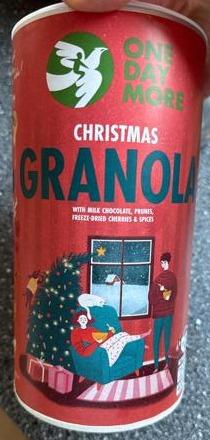 ONE
DAY
MORE
CHRISTMAS
GRANOLA
WITH MILK CHOCOLATE, PRUNES,
FREEZE-DRIED CHERRIES & SPICES